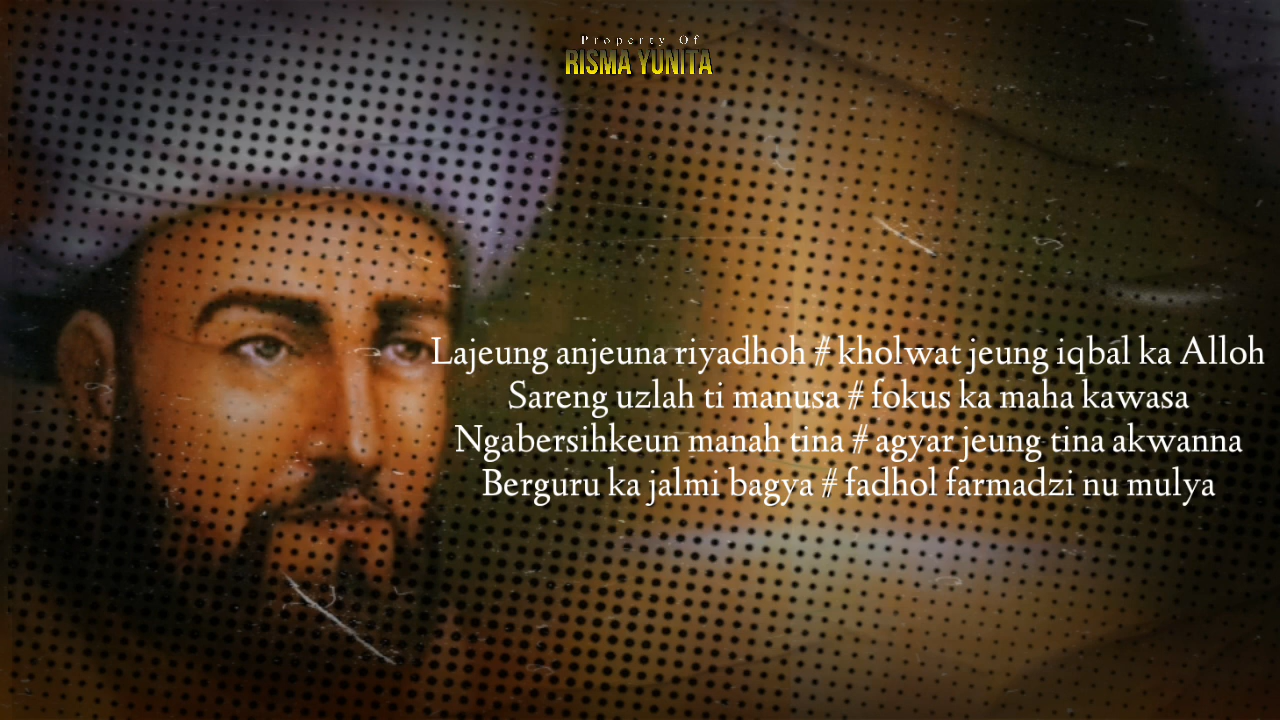 Property Of
RISMA YUNITA
Lajeung anjeuna riyadhoh # kholwat jeung iqbal ka Alloh
Sareng uzlah ti manusa # fokus ka maha kawasa
Ngabersihkeun manah tina # agyar jeung tina akwanna
Berguru ka jalmi bagya # fadhol farmadzi nu mulya